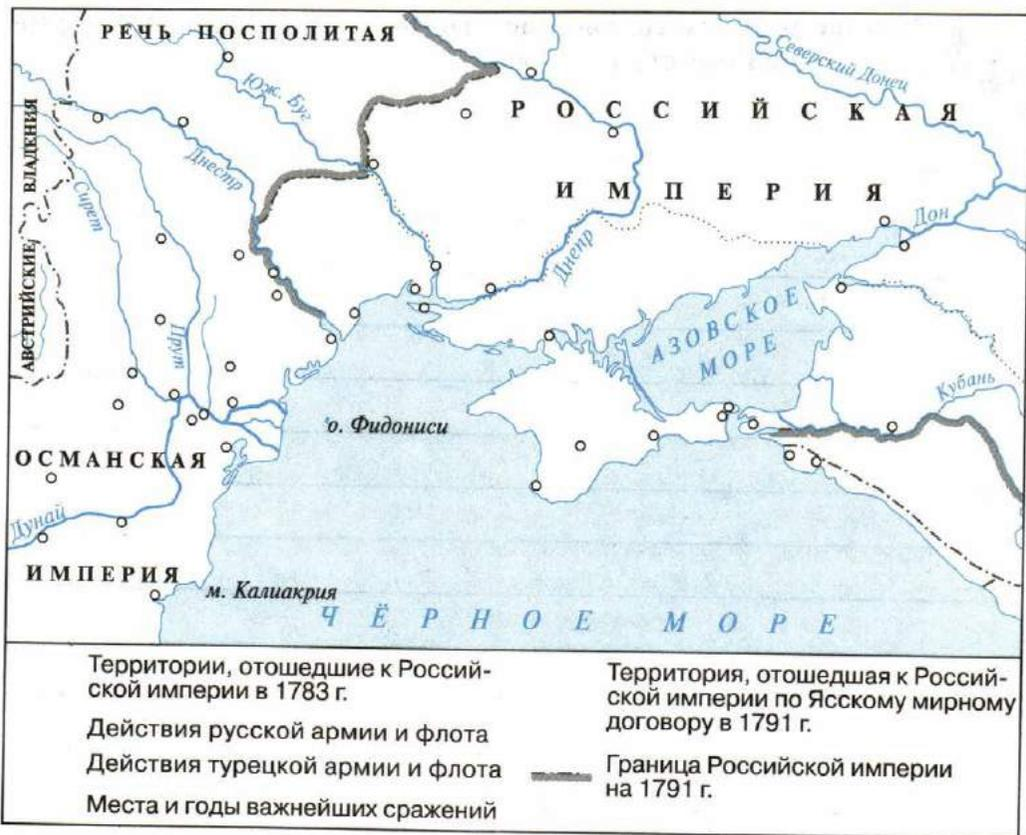 РЕЧЬ ПОСПОЛИТАЯ
Северский Донец
Юж. Буг
РОССИЙСКАЯ
ИМПЕРИЯ
АВСТРИЙСКИЕ ВЛАДЕНИЯ
Днестр
Сирет
Дон
Днепр
АЗОВСКОЕ
МОРЕ
Прут
Кубань
о. Фидониси
ОСМАНСКАЯ
Дунай
ИМПЕРИЯ
м. Калиакрия
ЧЁРНОЕ МОРЕ
Территории, отошедшие к Россий-
ской империи в 1783 г.
Действия русской армии и флота
Действия турецкой армии и флота
Места и годы важнейших сражений
Территория, отошедшая к Россий-
ской империи по Ясскому мирному
договору в 1791 г.
Граница Российской империи
на 1791 г.